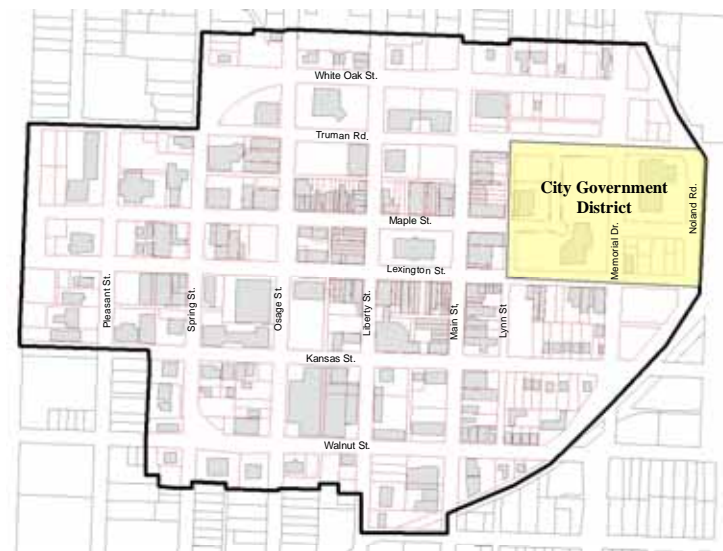 White Oak St.
Truman Rd.
City Government
District
Noland Rd.
Maple St.
Memorial Dr.
Lexington St.
Pleasant St.
Spring St.
Osage St.
Liberty St.
Main St,
Lynn St
Kansas St.
Walnut St.